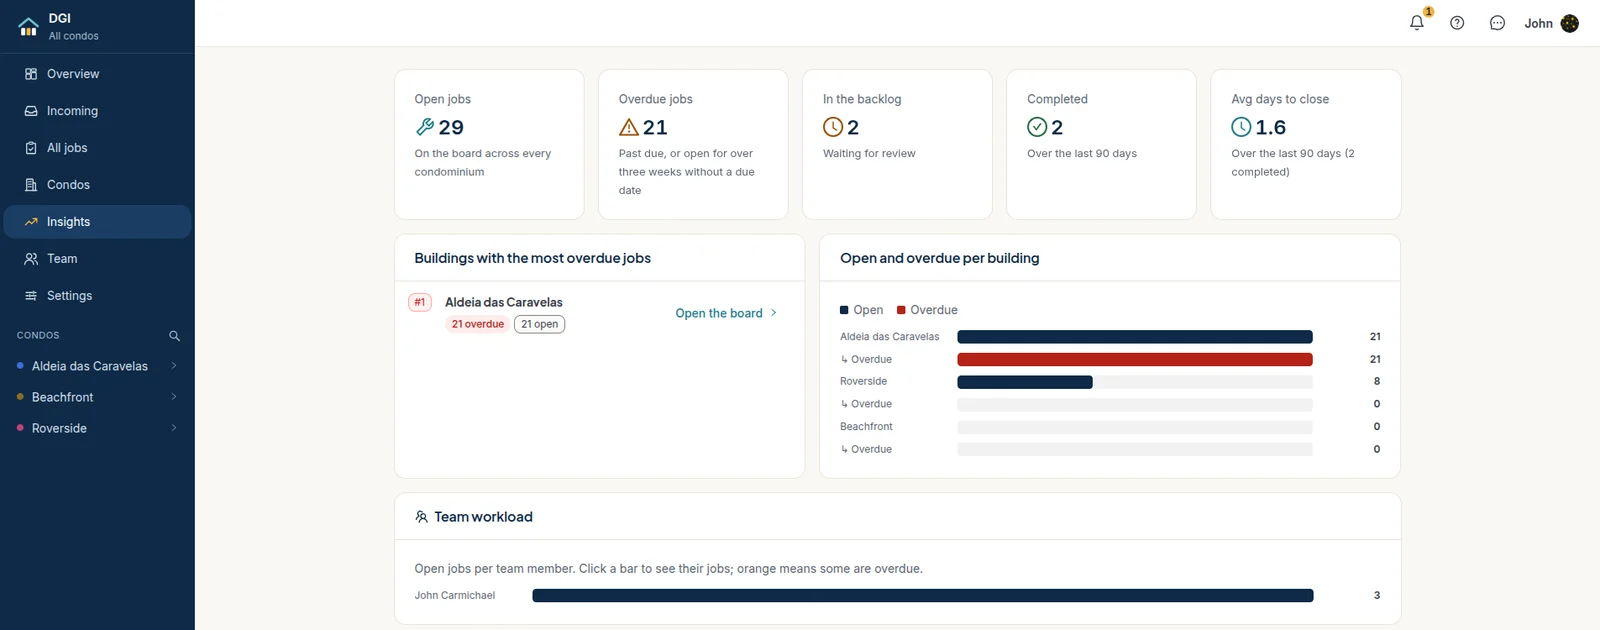 DGI
All condos
Overview
Incoming
All jobs
Condos
Insights
Team
Settings
CONDOS
Aldeia das Caravelas
Beachfront
Roverside
1
John
Open jobs
29
On the board across every
condominium
Overdue jobs
21
Past due, or open for over
three weeks without a due
date
In the backlog
2
Waiting for review
Completed
2
Over the last 90 days
Avg days to close
1.6
Over the last 90 days (2
completed)
Buildings with the most overdue jobs
#1
Aldeia das Caravelas
21 overdue
21 open
Open the board
Open and overdue per building
Open
Overdue
Aldeia das Caravelas 21
↳ Overdue 21
Roverside 8
↳ Overdue 0
Beachfront 0
↳ Overdue 0
Team workload
Open jobs per team member. Click a bar to see their jobs; orange means some are overdue.
John Carmichael 3